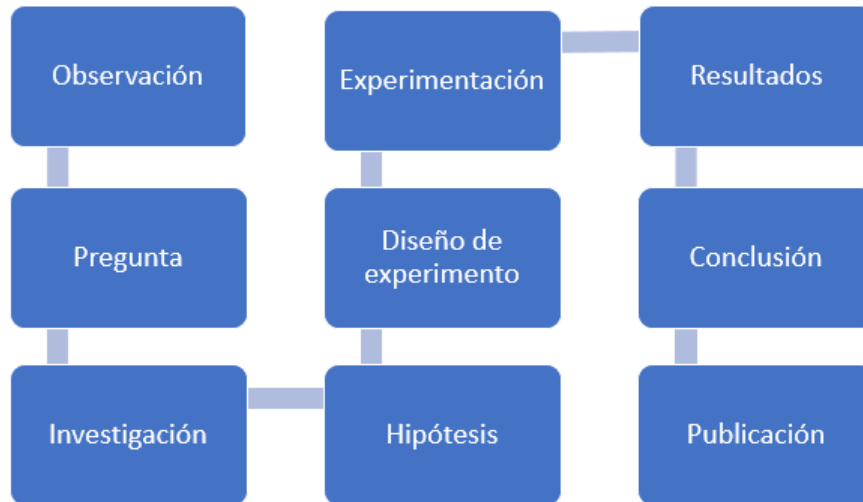 Observación
Pregunta
Investigación
Hipótesis
Diseño de
experimento
Experimentación
Resultados
Conclusión
Publicación